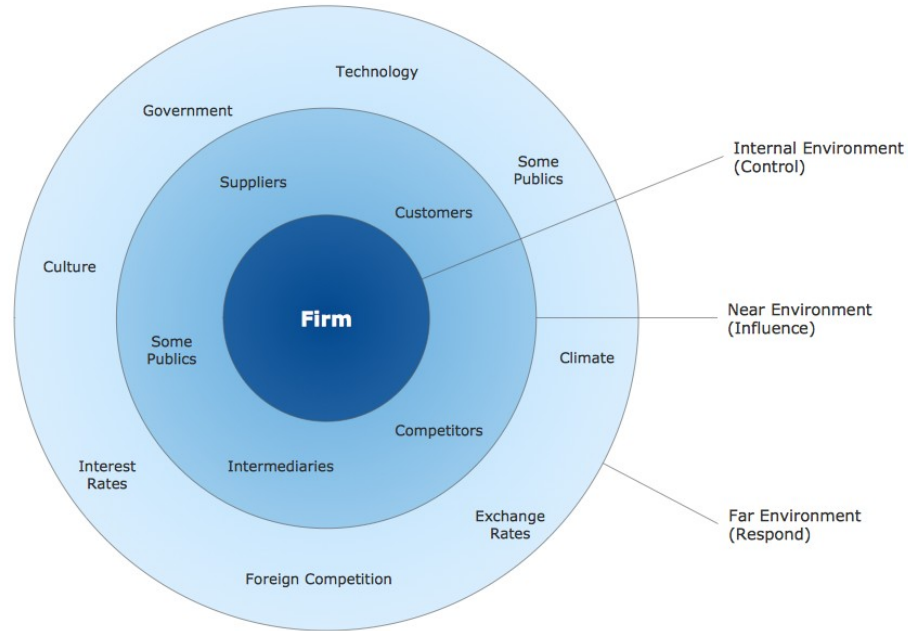 Technology
Government
Some
Publics
Internal Environment
(Control)
Suppliers
Customers
Culture
Firm
Near Environment
(Influence)
Some
Publics
Climate
Competitors
Intermediaries
Interest
Rates
Exchange
Rates
Far Environment
(Respond)
Foreign Competition